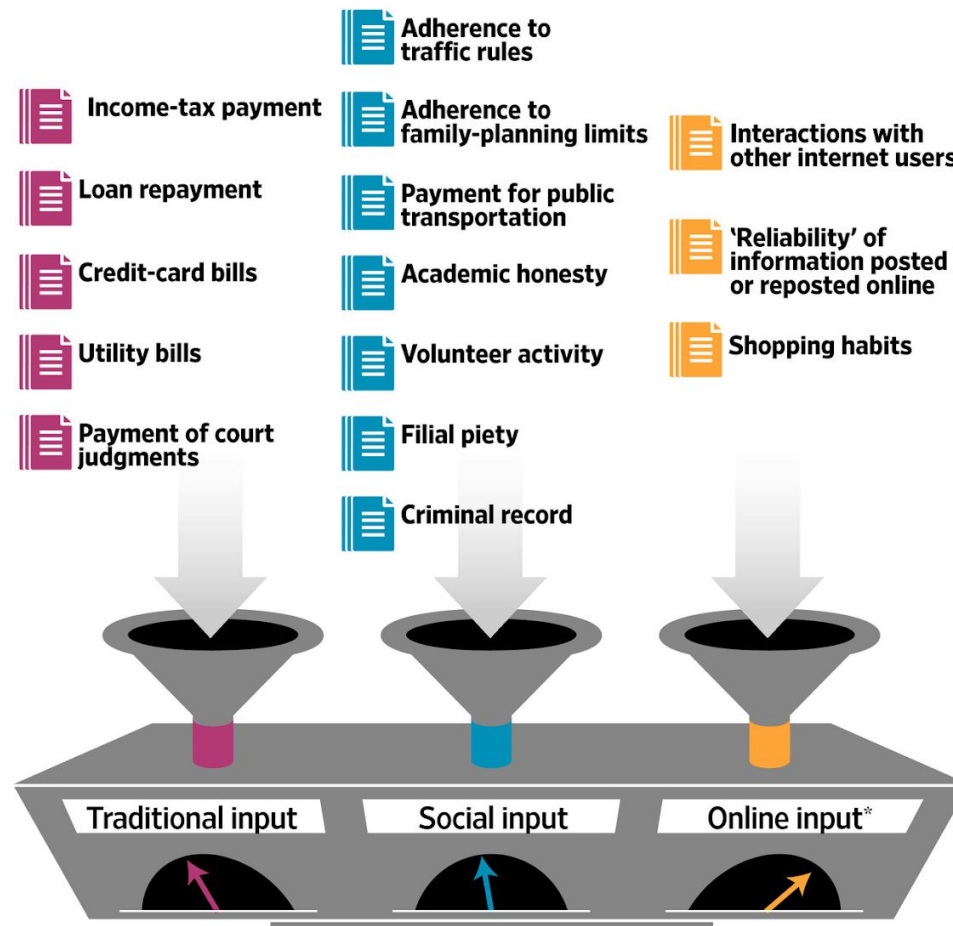 Income-tax payment
Loan repayment
Credit-card bills
Utility bills
Payment of court
judgments
Adherence to
traffic rules
Adherence to
family-planning limits
Payment for public
transportation
Academic honesty
Volunteer activity
Filial piety
Criminal record
Interactions with
other internet users
‘Reliability’ of
information posted
or reposted online
Shopping habits
Traditional input
Social input
Online input*